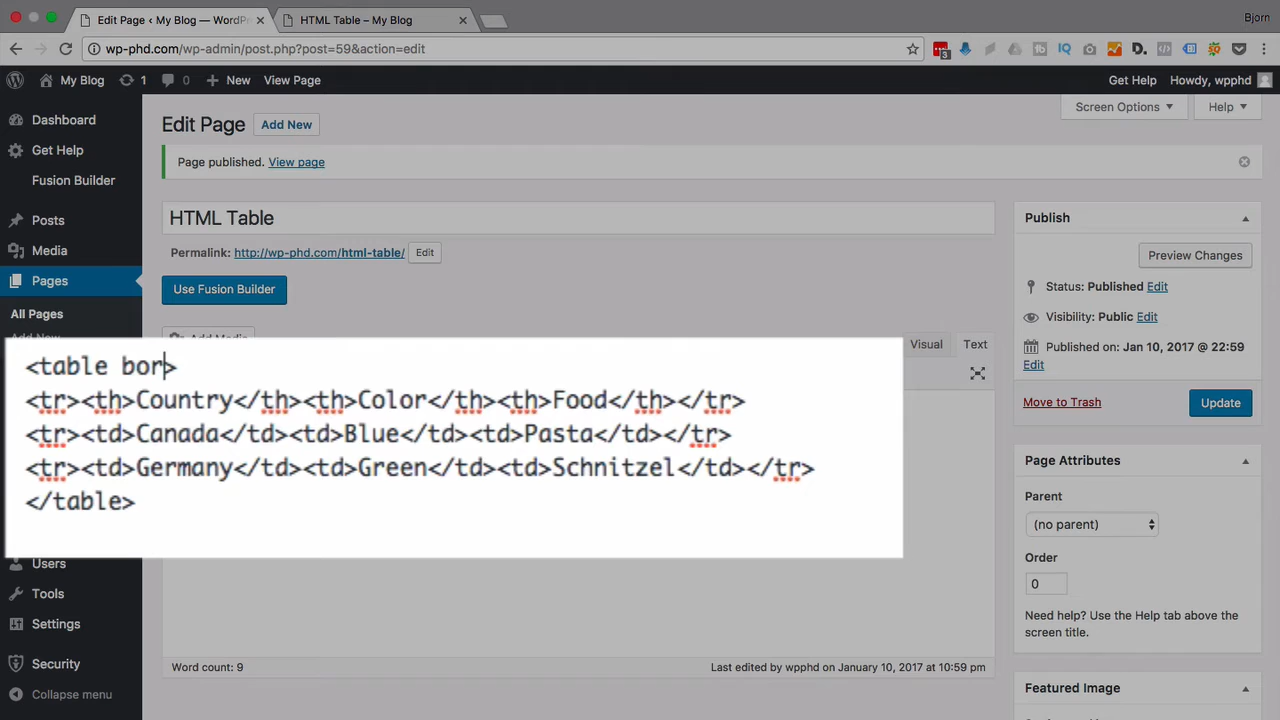 Edit Page ‹ My Blog — WordPr
HTML Table – My Blog
Bjorn
wp-phd.com/wp-admin/post.php?post=59&action=edit
3
My Blog
1
0
New
View Page
Get Help
Howdy, wpphd
Screen Options
Help
Dashboard
Get Help
Fusion Builder
Posts
Media
Pages
All Pages
Add New
Users
Tools
Settings
Security
Collapse menu
Edit Page
Add New
Page published. View page
HTML Table
Permalink: http://wp-phd.com/html-table/
Edit
Use Fusion Builder
Add Media
Visual
Text
<table bor>
<tr><th>Country</th><th>Color</th><th>Food</th></tr>
<tr><td>Canada</td><td>Blue</td><td>Pasta</td></tr>
<tr><td>Germany</td><td>Green</td><td>Schnitzel</td></tr>
</table>
Word count: 9
Last edited by wpphd on January 10, 2017 at 10:59 pm
Publish
Preview Changes
Status: Published Edit
Visibility: Public Edit
Published on: Jan 10, 2017 @ 22:59
Edit
Move to Trash
Update
Page Attributes
Parent
(no parent)
Order
0
Need help? Use the Help tab above the
screen title.
Featured Image